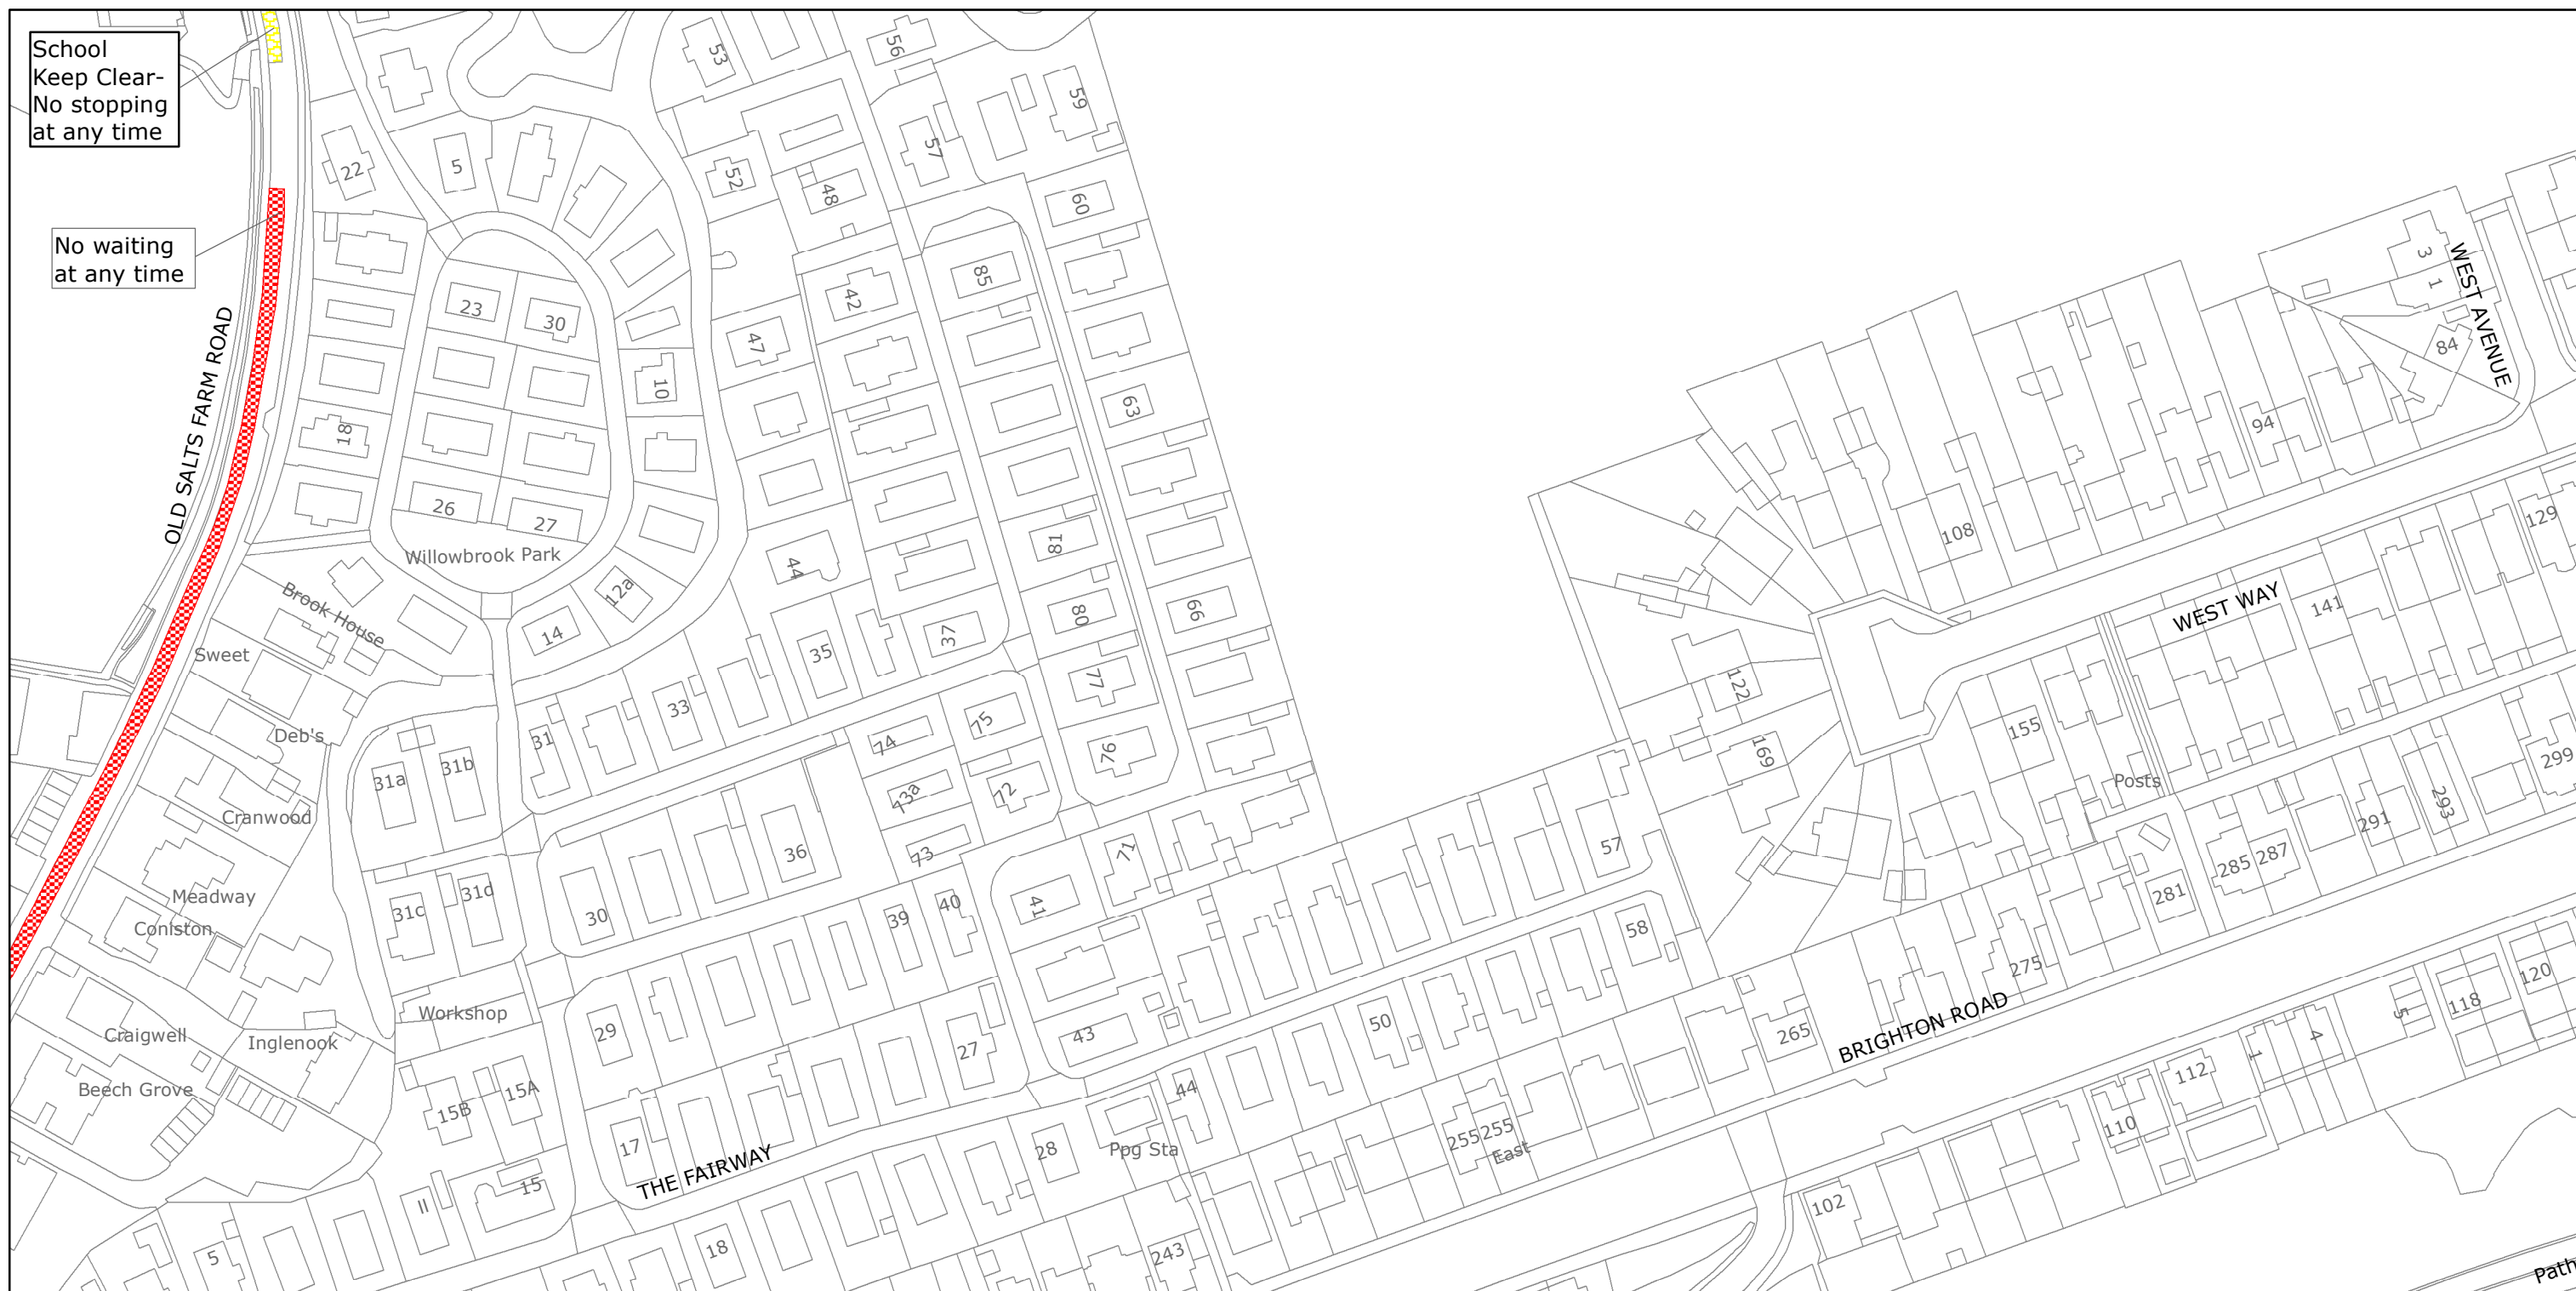 School
Keep Clear-
No stopping
at any time
No waiting
at any time
OLD SALTS FARM ROAD
WEST AVENUE
WEST WAY
BRIGHTON ROAD
THE FAIRWAY
Path
Willowbrook Park
Brook House
Sweet
Deb's
Cranwood
Meadway
Coniston
Craigwell
Inglenook
Beech Grove
Workshop
Ppg Sta
Posts
East
53
56
59
57
22
5
52
48
60
23
30
42
85
47
10
63
18
26
27
44
81
12a
14
80
66
35
37
77
33
31
75
74
76
31a
31b
73a
72
36
73
71
57
31c
31d
30
39
40
41
58
29
27
43
50
15A
15B
17
28
44
255
255
15
11
18
5
243
3
1
84
94
108
129
141
122
169
155
299
293
291
287
285
281
275
265
120
118
5
4
1
112
110
102